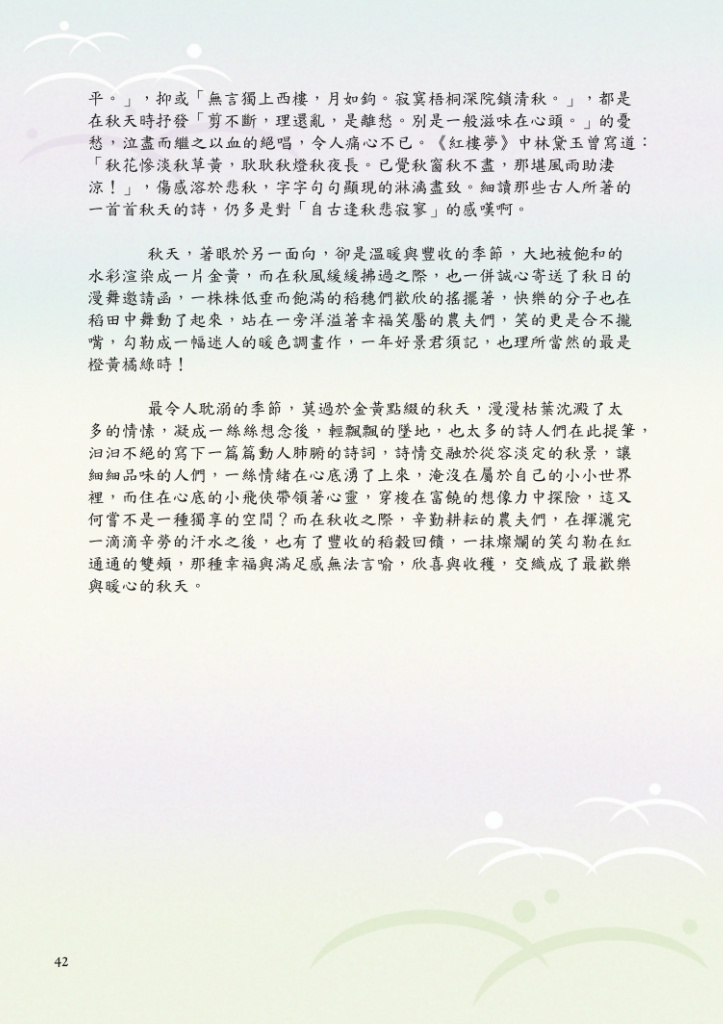 平。」，抑或「無言獨上西樓，月如鉤。寂寞梧桐深院鎖清秋。」，都是
在秋天時抒發「剪不斷，理還亂，是離愁。別是一般滋味在心頭。」的憂
愁，泣盡而繼之以血的絕唱，令人痛心不已。《紅樓夢》中林黛玉曾寫道：
「秋花慘淡秋草黃，耿耿秋燈秋夜長。已覺秋窗秋不盡，那堪風雨助淒
涼！」，傷感溶於悲秋，字字句句顯現的淋漓盡致。細讀那些古人所著的
一首首秋天的詩，仍多是對「自古逢秋悲寂寥」的感嘆啊。
秋天，著眼於另一面向，卻是溫暖與豐收的季節，大地被飽和的
水彩渲染成一片金黃，而在秋風緩緩拂過之際，也一併誠心寄送了秋日的
漫舞邀請函，一株株低垂而飽滿的稻穗們歡欣的搖擺著，快樂的分子也在
稻田中舞動了起來，站在一旁洋溢著幸福笑靨的農夫們，笑的更是合不攏
嘴，勾勒成一幅迷人的暖色調畫作，一年好景君須記，也理所當然的最是
橙黃橘綠時！
最令人耽溺的季節，莫過於金黃點綴的秋天，漫漫枯葉沈澱了太
多的情愫，凝成一絲絲想念後，輕飄飄的墜地，也太多的詩人們在此提筆，
汩汩不絕的寫下一篇篇動人肺腑的詩詞，詩情交融於從容淡定的秋景，讓
細細品味的人們，一絲情緒在心底湧了上來，淹沒在屬於自己的小小世界
裡，而住在心底的小飛俠帶領著心靈，穿梭在富饒的想像力中探險，這又
何嘗不是一種獨享的空間？而在秋收之際，辛勤耕耘的農夫們，在揮灑完
一滴滴辛勞的汗水之後，也有了豐收的稻穀回饋，一抹燦爛的笑勾勒在紅
通通的雙頰，那種幸福與滿足感無法言喻，欣喜與收穫，交織成了最歡樂
與暖心的秋天。
42